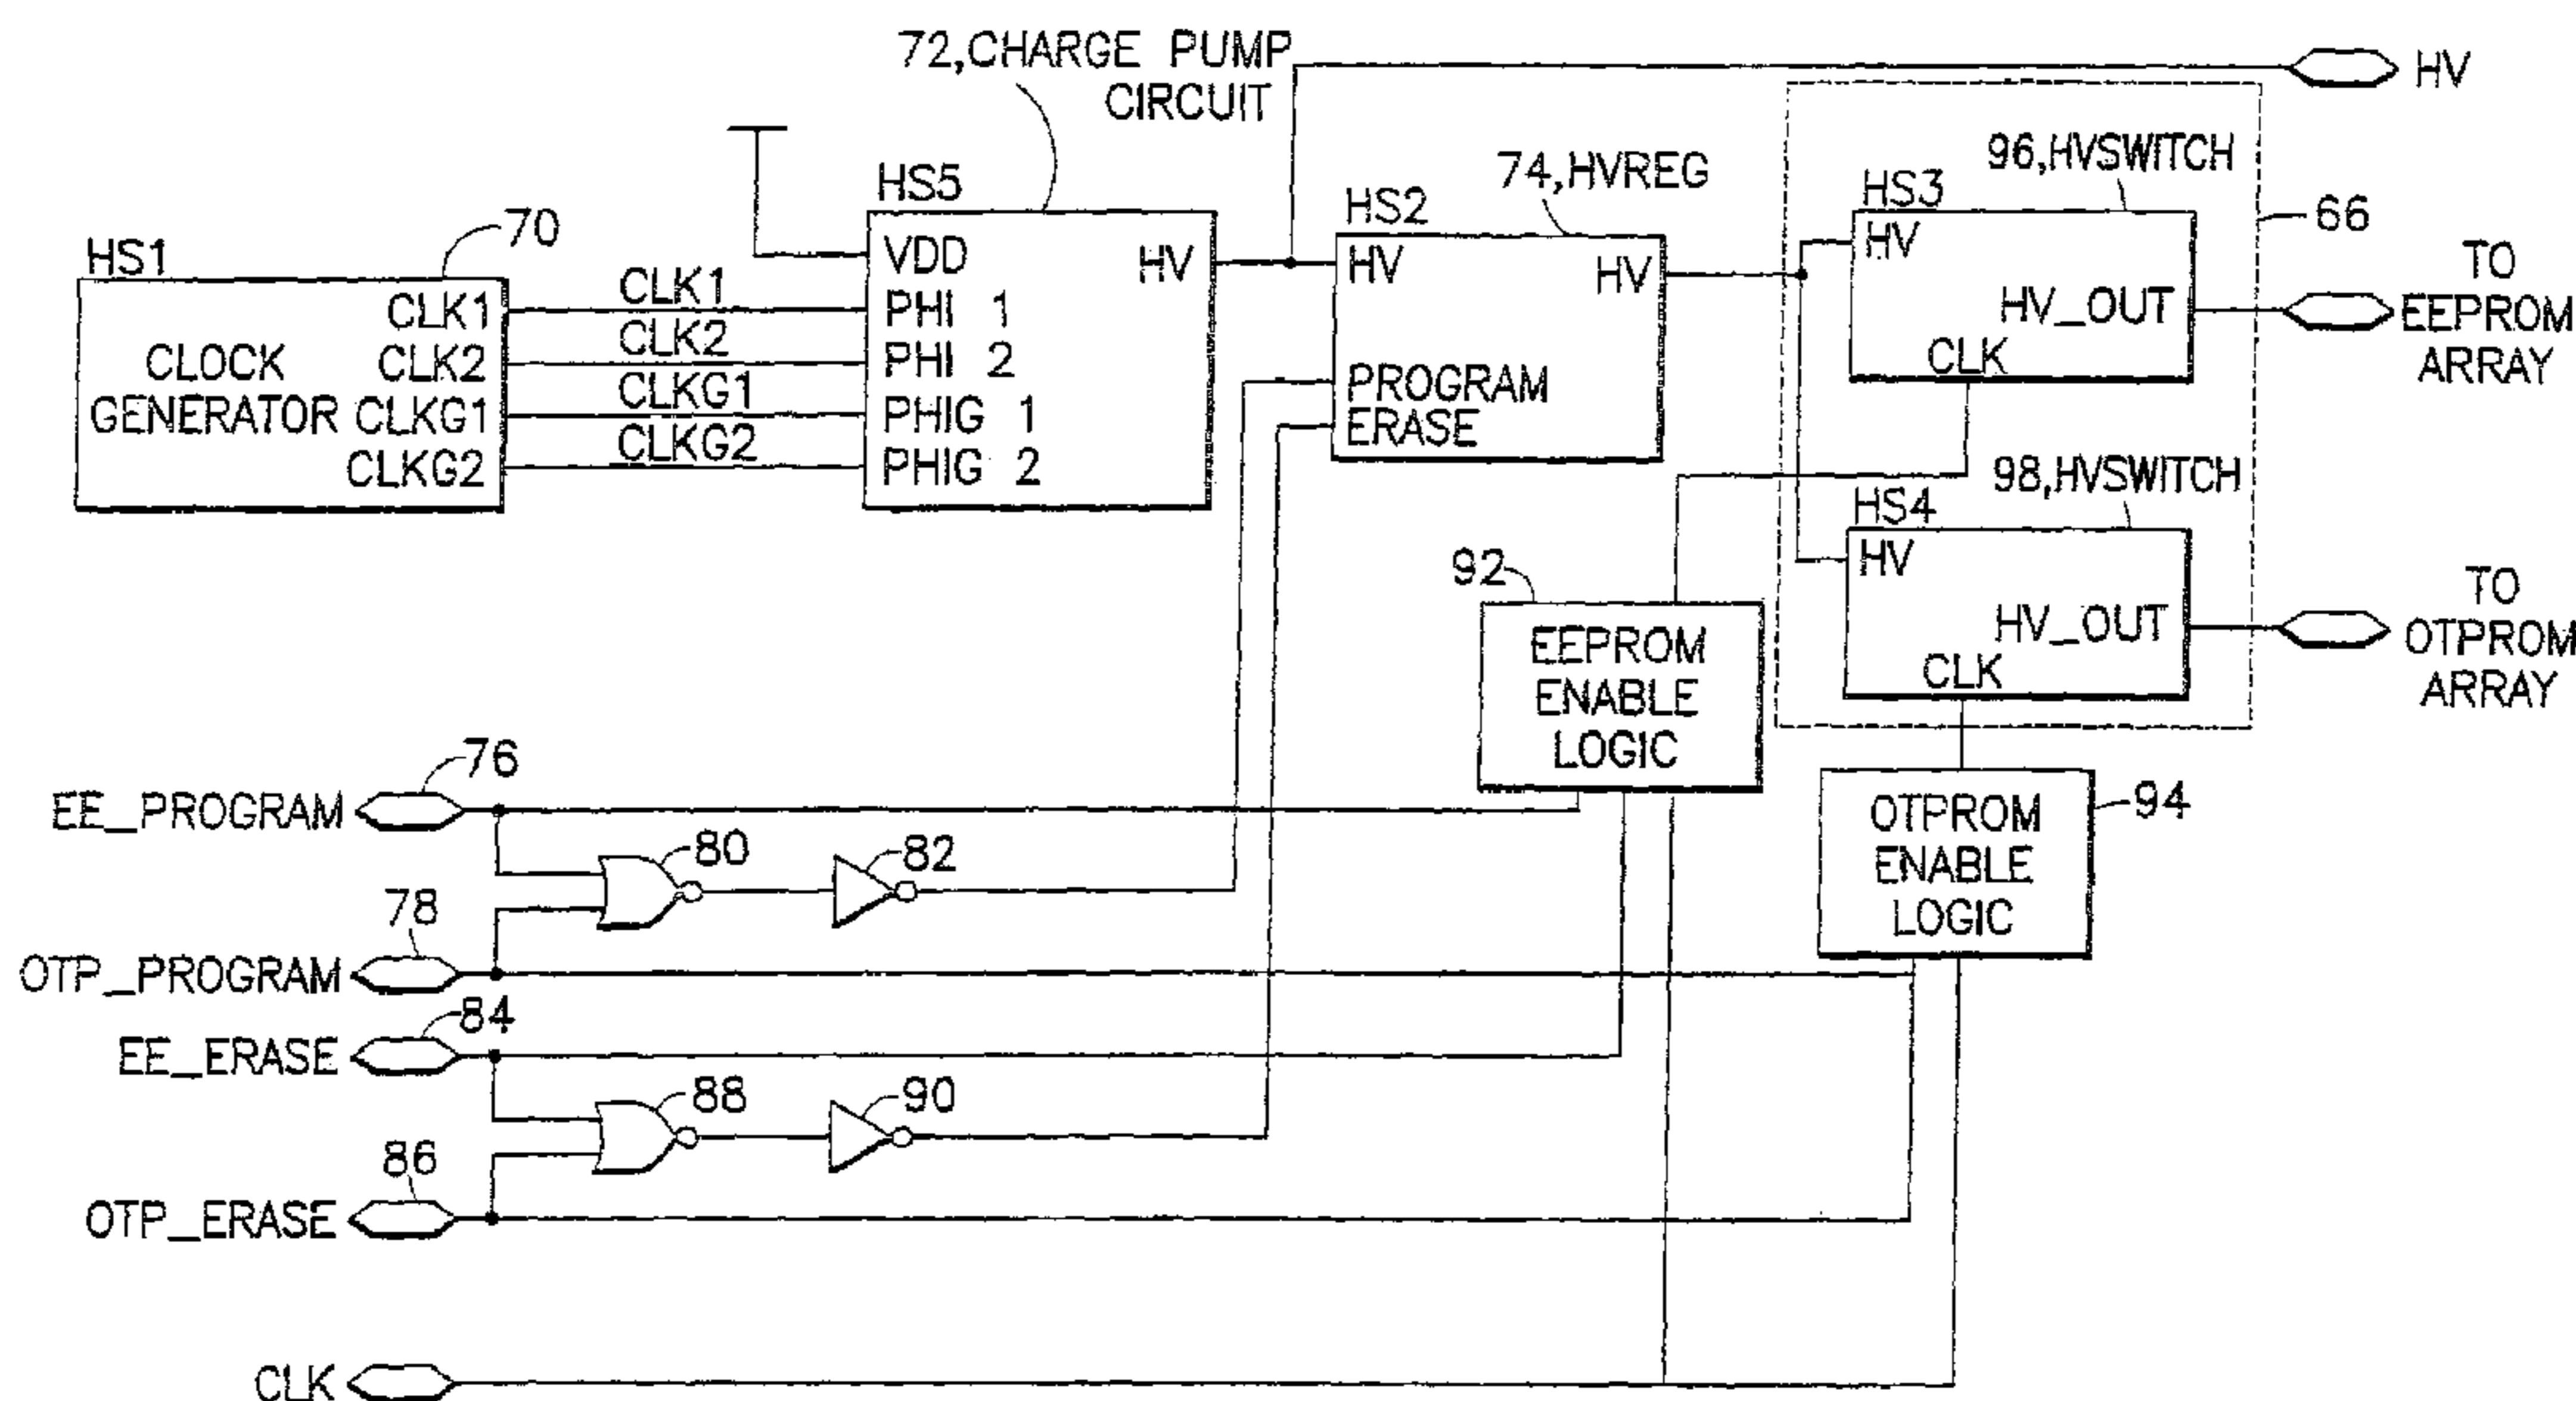 72,CHARGE PUMP
CIRCUIT
HV
HS5
VDD
PHI 1
PHI 2
PHIG 1
PHIG 2
HV
HS1
70
CLOCK
GENERATOR
CLK1
CLK2
CLKG1
CLKG2
CLK1
CLK2
CLKG1
CLKG2
HS2
74,HVREG
HV
HV
PROGRAM
ERASE
HS3
96,HVSWITCH
HV
HV_OUT
CLK
66
TO
EEPROM
ARRAY
HS4
98,HVSWITCH
HV
HV_OUT
CLK
TO
OTPROM
ARRAY
92
EEPROM
ENABLE
LOGIC
94
OTPROM
ENABLE
LOGIC
76
EE_PROGRAM
80
82
78
OTP_PROGRAM
84
EE_ERASE
88
90
86
OTP_ERASE
CLK